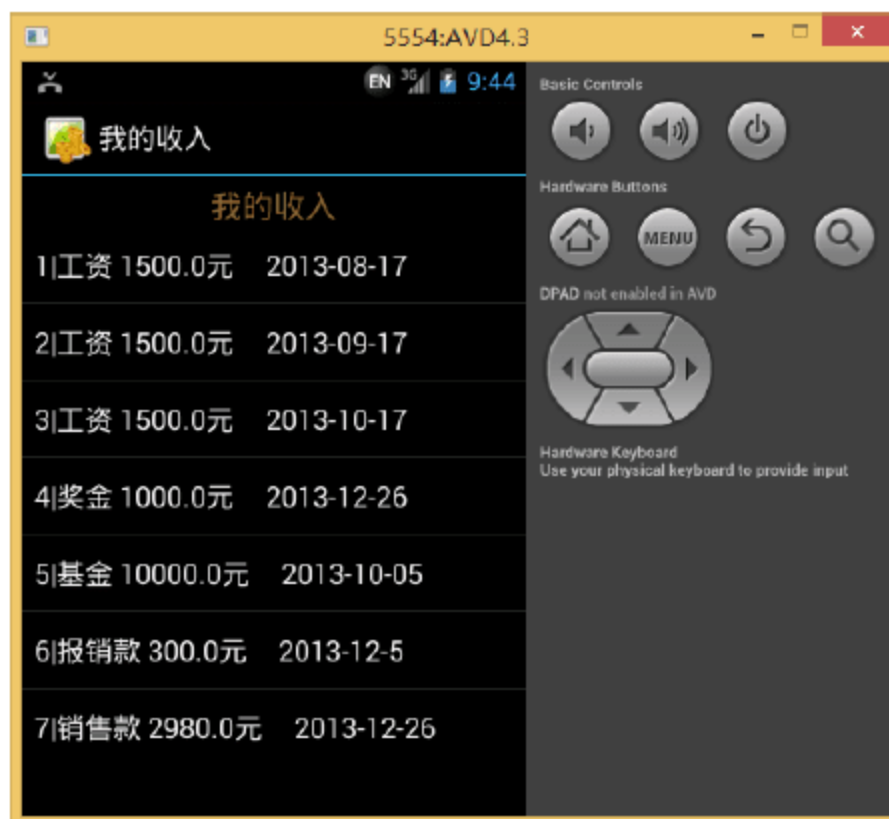 5554:AVD4.3
EN 3G 9:44
我的收入
我的收入
1|工资 1500.0元 2013-08-17
2|工资 1500.0元 2013-09-17
3|工资 1500.0元 2013-10-17
4|奖金 1000.0元 2013-12-26
5|基金 10000.0元 2013-10-05
6|报销款 300.0元 2013-12-5
7|销售款 2980.0元 2013-12-26
Basic Controls
Hardware Buttons
MENU
DPAD not enabled in AVD
Hardware Keyboard
Use your physical keyboard to provide input